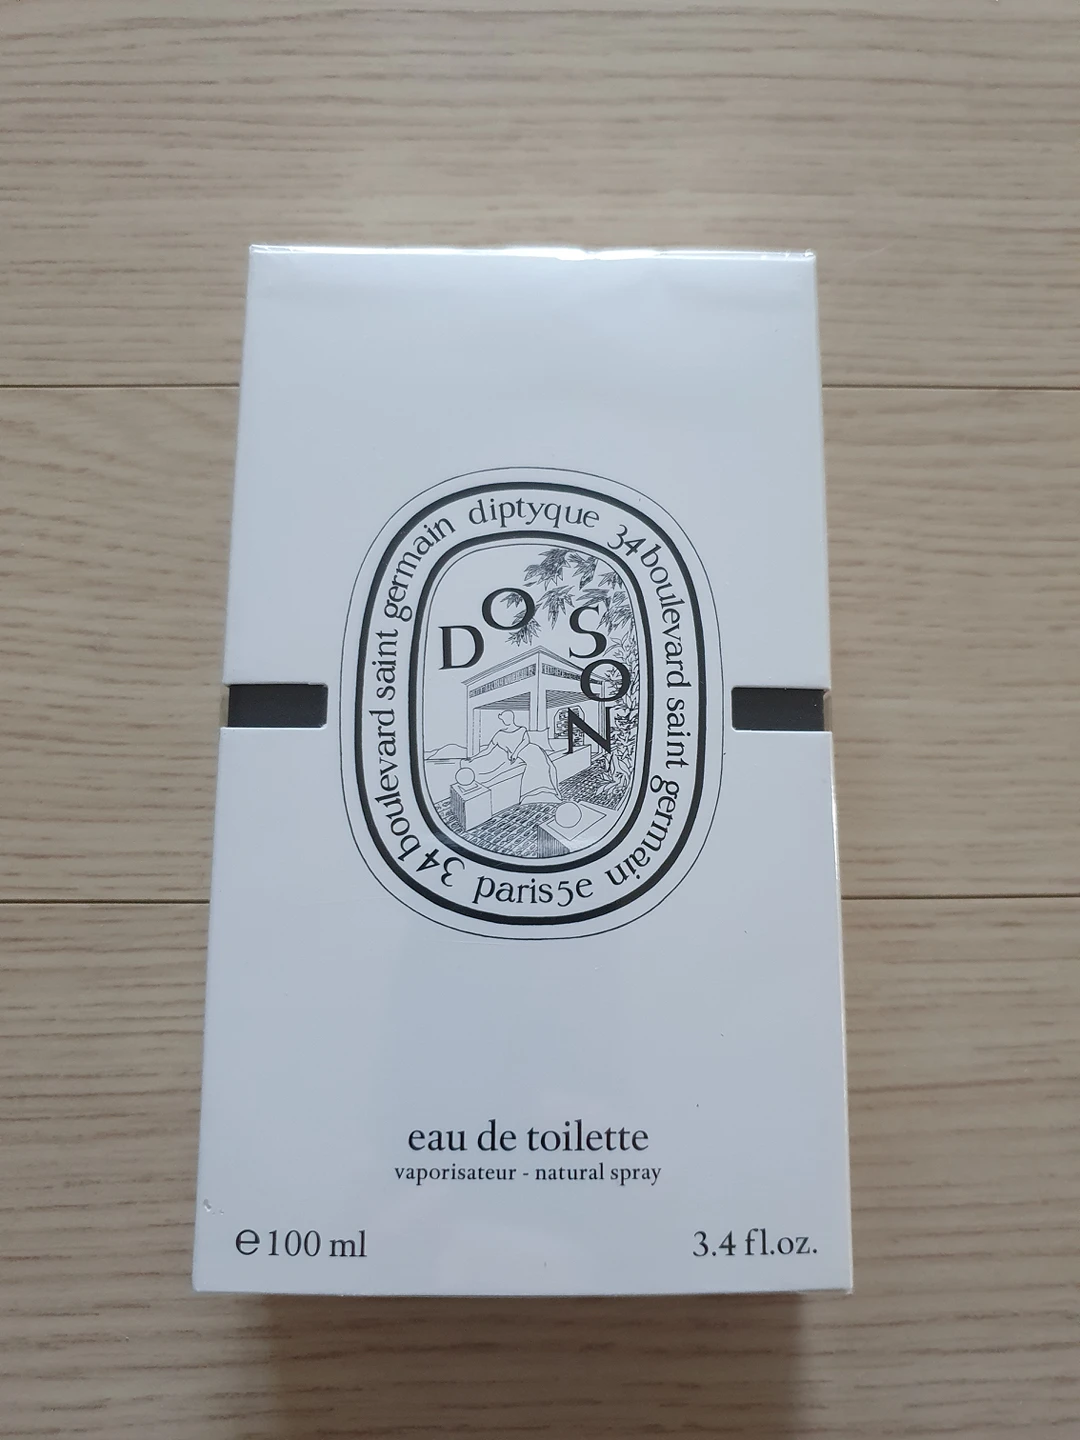 diptyque 34 boulevard saint germain paris5e 34 boulevard saint germain
DO SON
eau de toilette
vaporisateur - natural spray
e 100 ml
3.4 fl.oz.